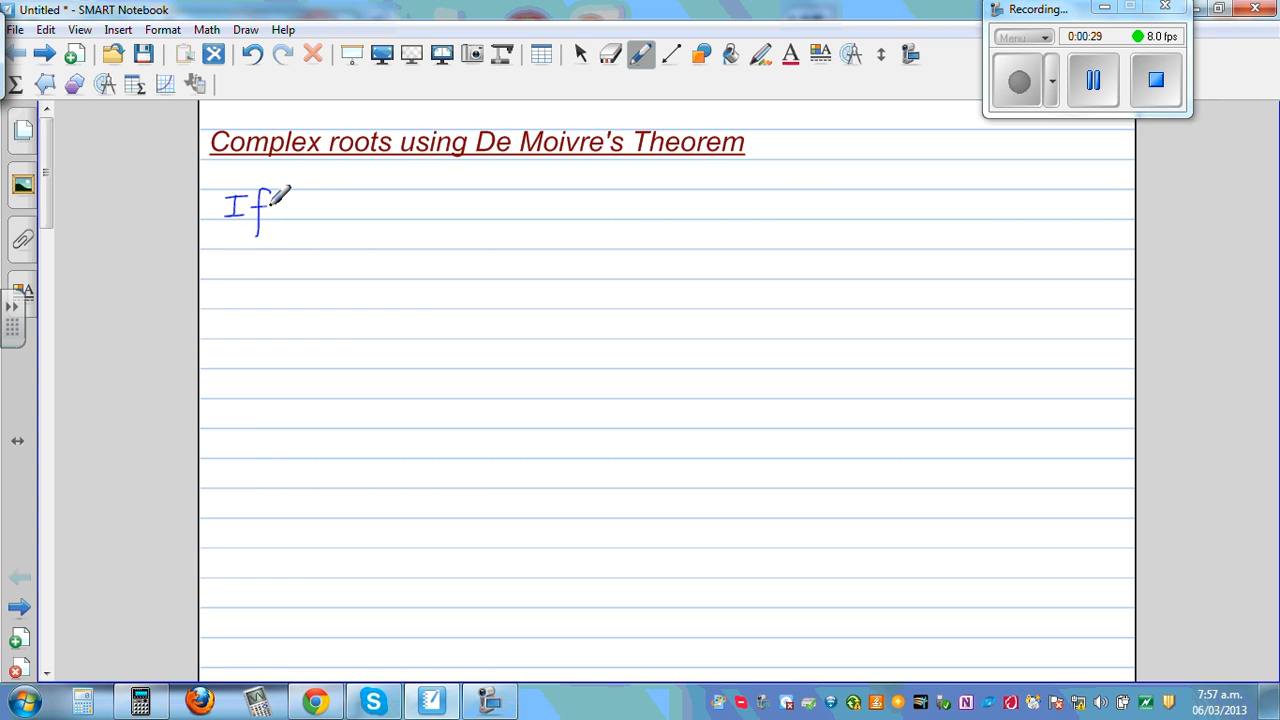 Untitled * - SMART Notebook
File Edit View Insert Format Math Draw Help
Recording...
Menu 0:00:29 8.0 fps
Complex roots using De Moivre's Theorem
If
7:57 a.m.
06/03/2013